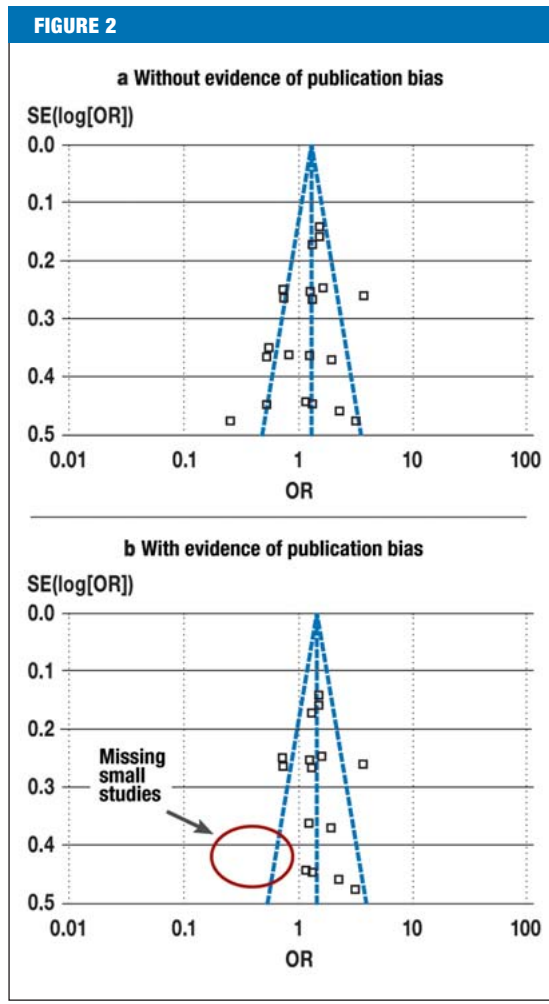 FIGURE 2
a Without evidence of publication bias
SE(log[OR])
0.0
0.1
0.2
0.3
0.4
0.5
0.01 0.1 1 10 100
OR
b With evidence of publication bias
SE(log[OR])
0.0
0.1
0.2
Missing
small
studies
0.3
0.4
0.5
0.01 0.1 1 10 100
OR